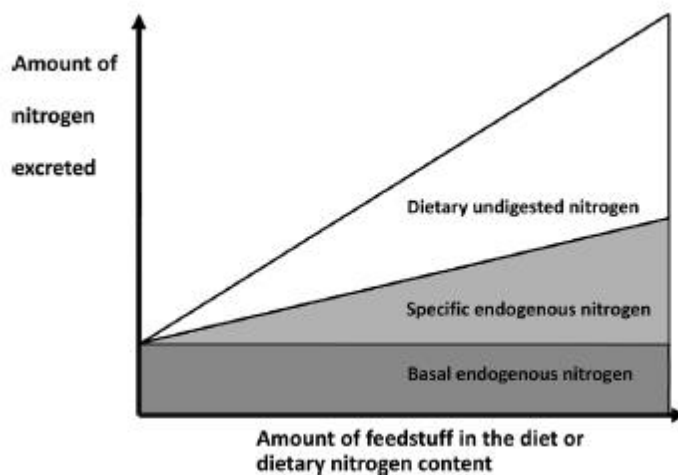 Amount of
nitrogen
excreted
Dietary undigested nitrogen
Specific endogenous nitrogen
Basal endogenous nitrogen
Amount of feedstuff in the diet or
dietary nitrogen content